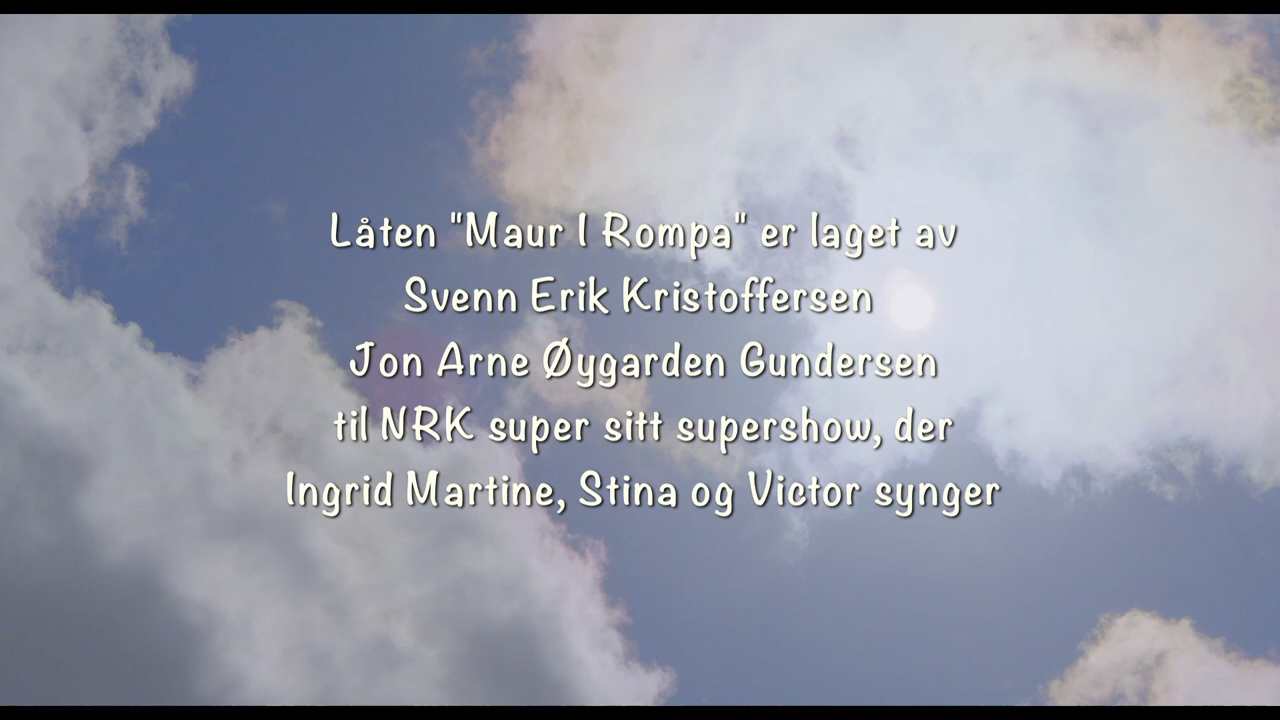 Låten "Maur I Rompa" er laget av
Svenn Erik Kristoffersen
Jon Arne Øygarden Gundersen
til NRK super sitt supershow, der
Ingrid Martine, Stina og Victor synger